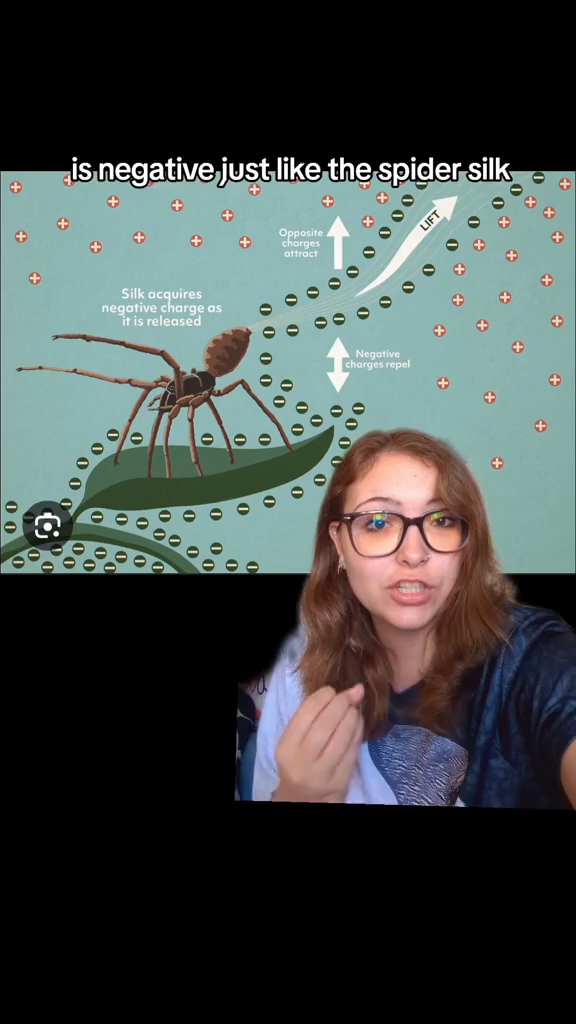 is negative just like the spider silk
Opposite
charges
attract
LIFT
Silk acquires
negative charge as
it is released
Negative
charges repel